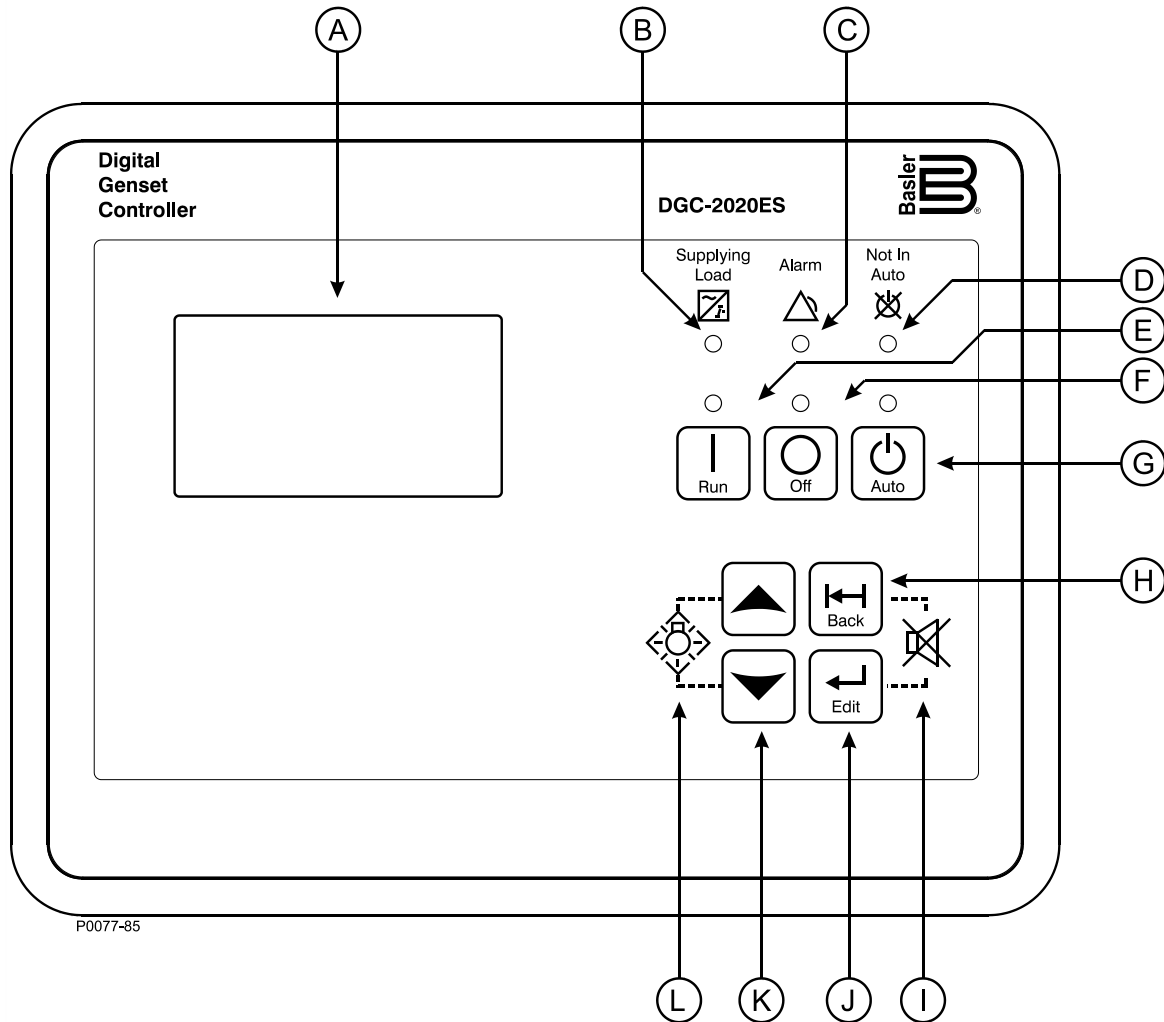 A
B
C
Digital
Genset
Controller
DGC-2020ES
Basler
B®
Supplying
Load
Alarm
Not In
Auto
D
E
F
G
Run
Off
Auto
H
Back
Edit
P0077-85
L
K
J
I